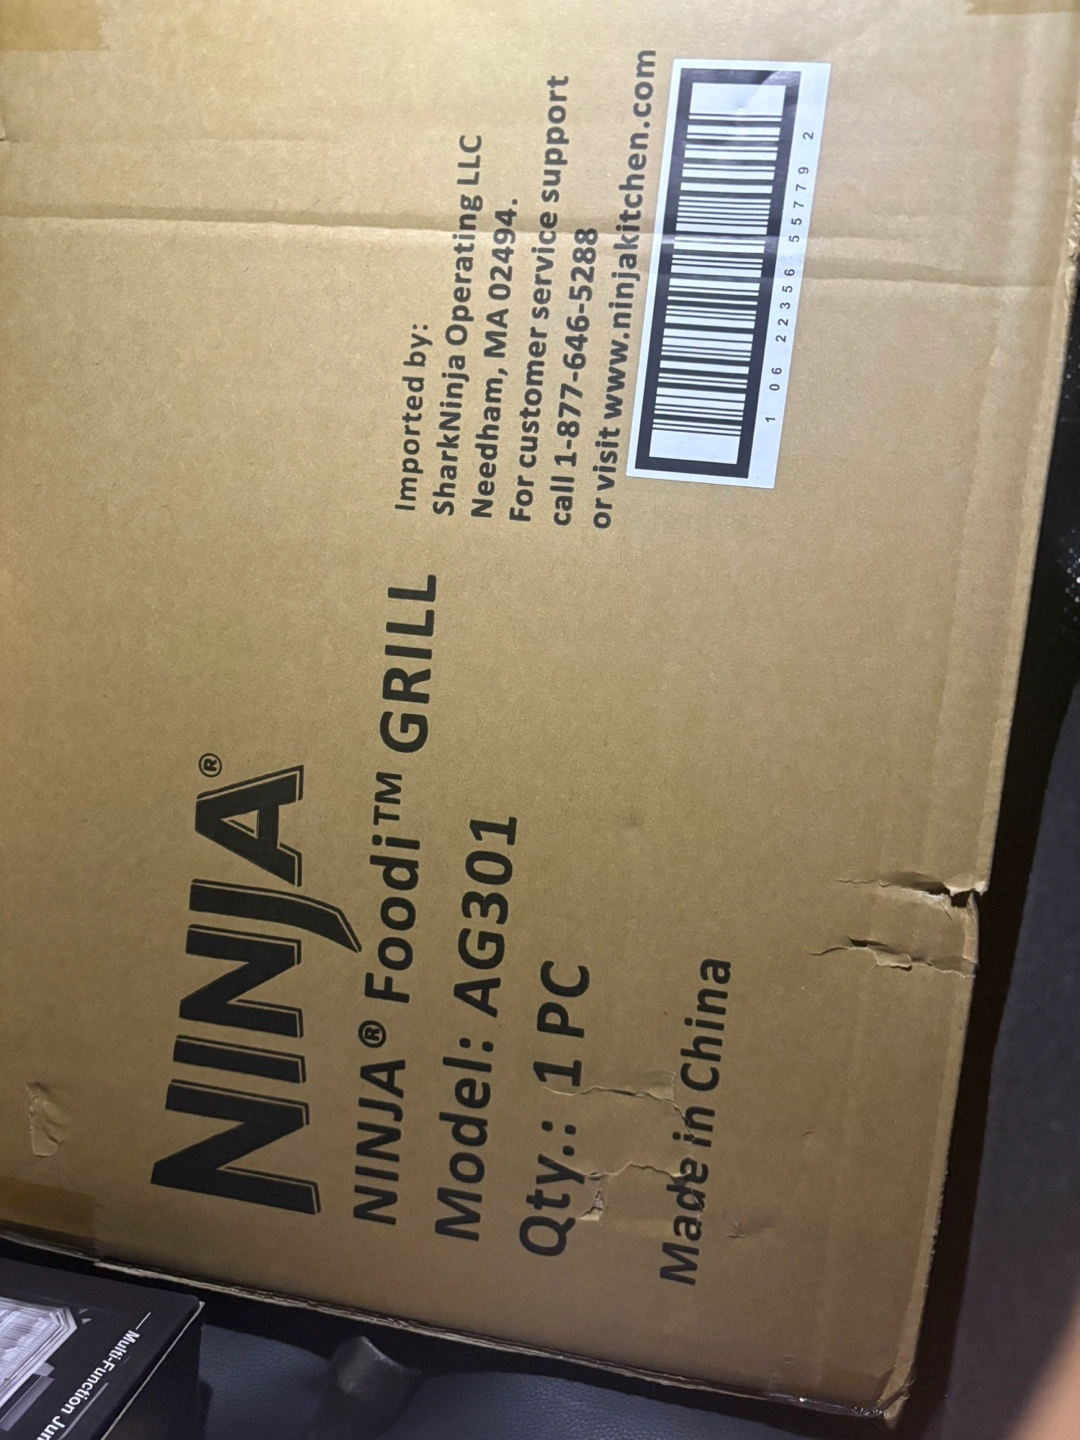 NINJA®
NINJA® Foodi™ GRILL
Model: AG301
Qty.: 1 PC
Made in China
Imported by:
SharkNinja Operating LLC
Needham, MA 02494.
For customer service support
call 1-877-646-5288
or visit www.ninjakitchen.com
1 06 22356 55779 2
Multi-Function